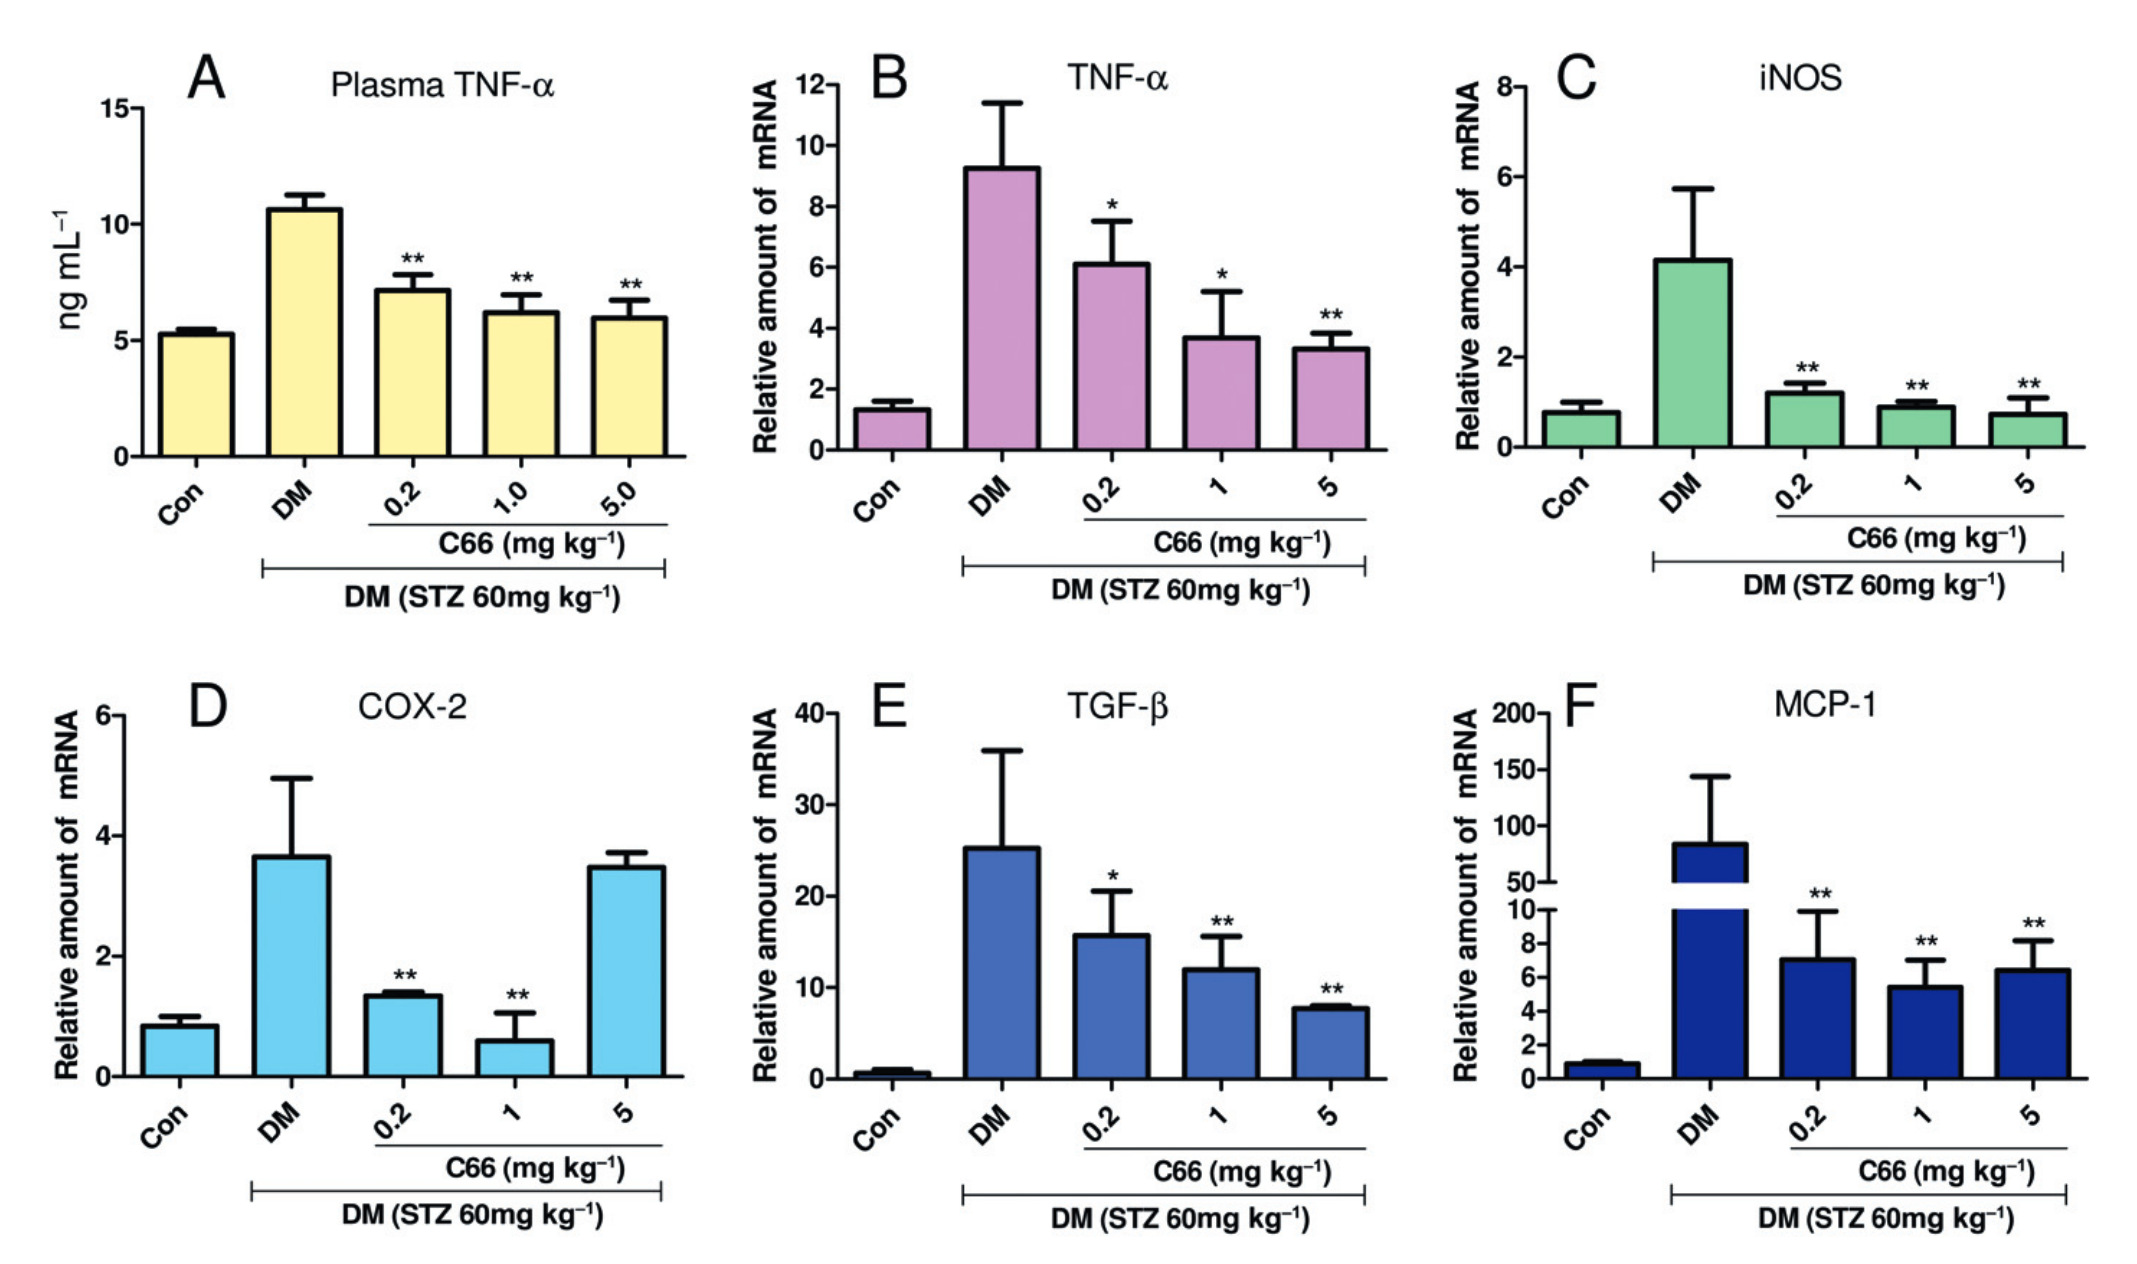 A
Plasma TNF-α
ng mL⁻¹
15
10
5
0
Con
DM
0.2
1.0
5.0
**
**
**
C66 (mg kg⁻¹)
DM (STZ 60mg kg⁻¹)
B
TNF-α
Relative amount of mRNA
12
10
8
6
4
2
0
Con
DM
0.2
1
5
*
*
**
C66 (mg kg⁻¹)
DM (STZ 60mg kg⁻¹)
C
iNOS
Relative amount of mRNA
8
6
4
2
0
Con
DM
0.2
1
5
**
**
**
C66 (mg kg⁻¹)
DM (STZ 60mg kg⁻¹)
D
COX-2
Relative amount of mRNA
6
4
2
0
Con
DM
0.2
1
5
**
**
C66 (mg kg⁻¹)
DM (STZ 60mg kg⁻¹)
E
TGF-β
Relative amount of mRNA
40
30
20
10
0
Con
DM
0.2
1
5
*
**
**
C66 (mg kg⁻¹)
DM (STZ 60mg kg⁻¹)
F
MCP-1
Relative amount of mRNA
200
150
100
50
10
8
6
4
2
0
Con
DM
0.2
1
5
**
**
**
C66 (mg kg⁻¹)
DM (STZ 60mg kg⁻¹)